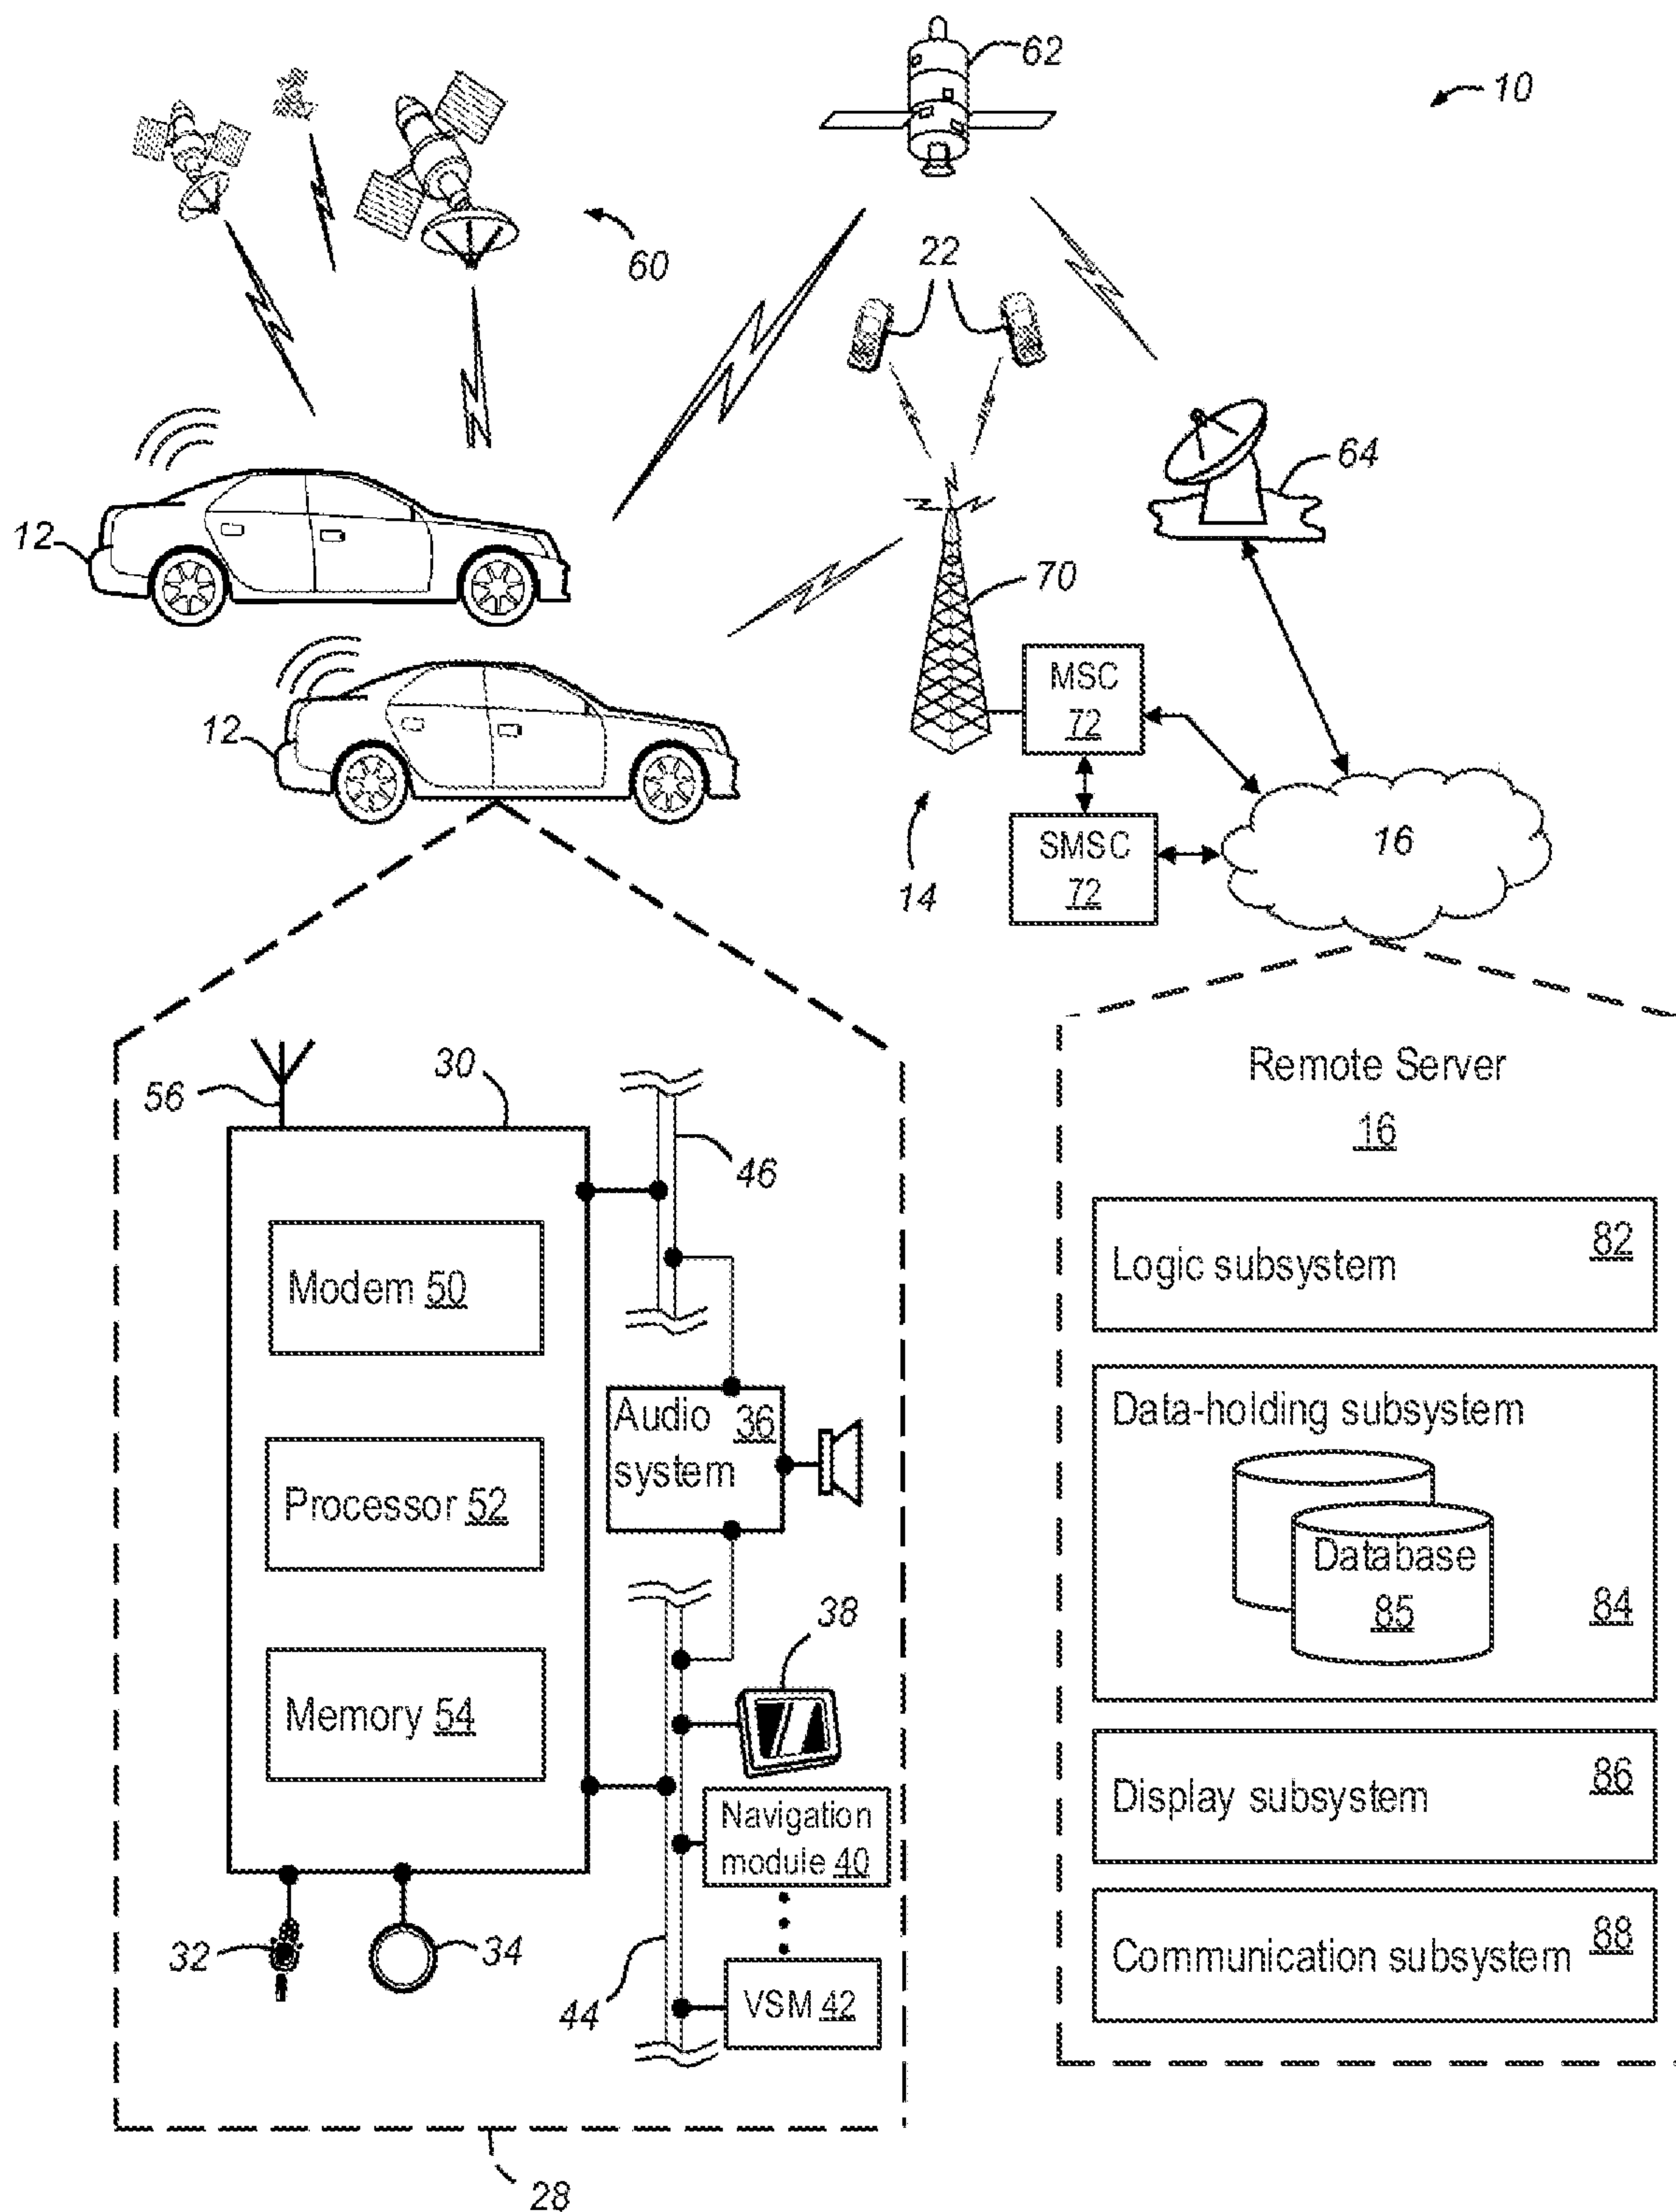 62
10
60
22
64
12
70
MSC
72
12
SMSC
72
16
14
30
56
46
Remote Server
16
Modem 50
Logic subsystem 82
Audio 36
system
Data-holding subsystem
Processor 52
Database
85
84
38
Memory 54
Navigation
module 40
Display subsystem 86
32
34
44
VSM 42
Communication subsystem 88
28